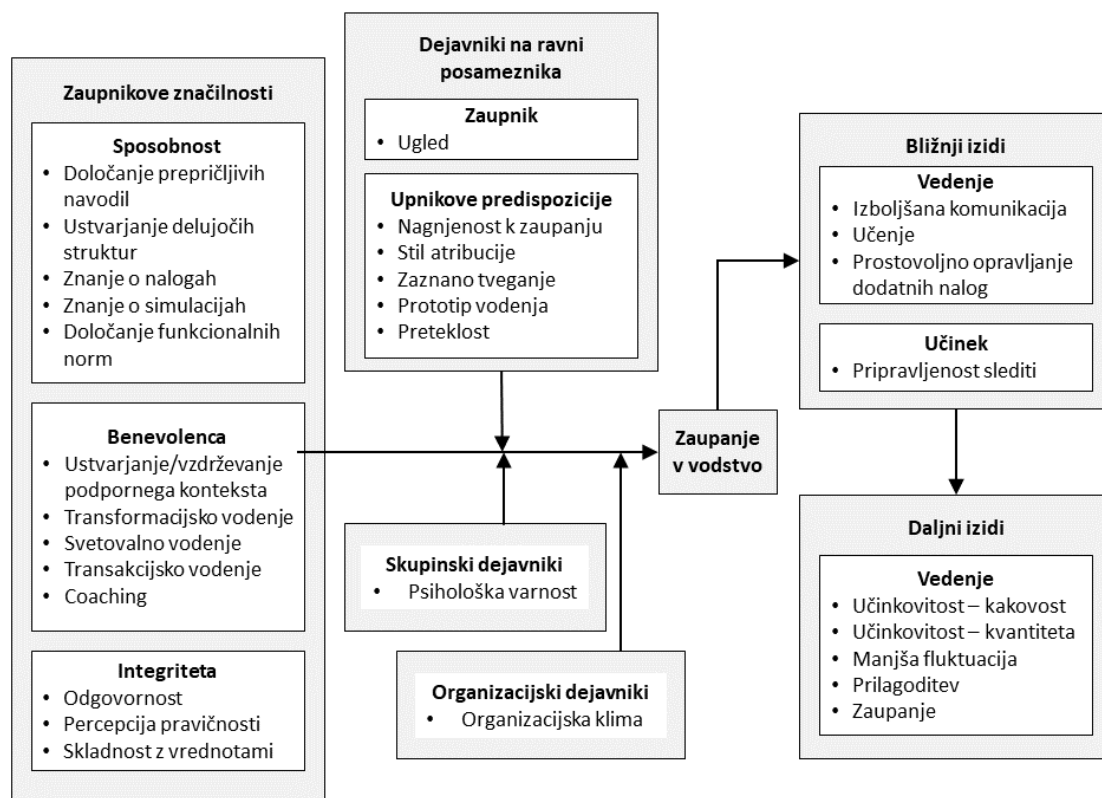 Zaupnikove značilnosti
Sposobnost
• Določanje prepričljivih
navodil
• Ustvarjanje delujočih
struktur
• Znanje o nalogah
• Znanje o simulacijah
• Določanje funkcionalnih
norm
Benevolenca
• Ustvarjanje/vzdrževanje
podpornega konteksta
• Transformacijsko vodenje
• Svetovalno vodenje
• Transakcijsko vodenje
• Coaching
Integriteta
• Odgovornost
• Percepcija pravičnosti
• Skladnost z vrednotami
Dejavniki na ravni
posameznika
Zaupnik
• Ugled
Upnikove predispozicije
• Nagnjenost k zaupanju
• Stil atribucije
• Zaznano tveganje
• Prototip vodenja
• Preteklost
Skupinski dejavniki
• Psihološka varnost
Organizacijski dejavniki
• Organizacijska klima
Zaupanje
v vodstvo
Bližnji izidi
Vedenje
• Izboljšana komunikacija
• Učenje
• Prostovoljno opravljanje
dodatnih nalog
Učinek
• Pripravljenost slediti
Daljni izidi
Vedenje
• Učinkovitost – kakovost
• Učinkovitost – kvantiteta
• Manjša fluktuacija
• Prilagoditev
• Zaupanje